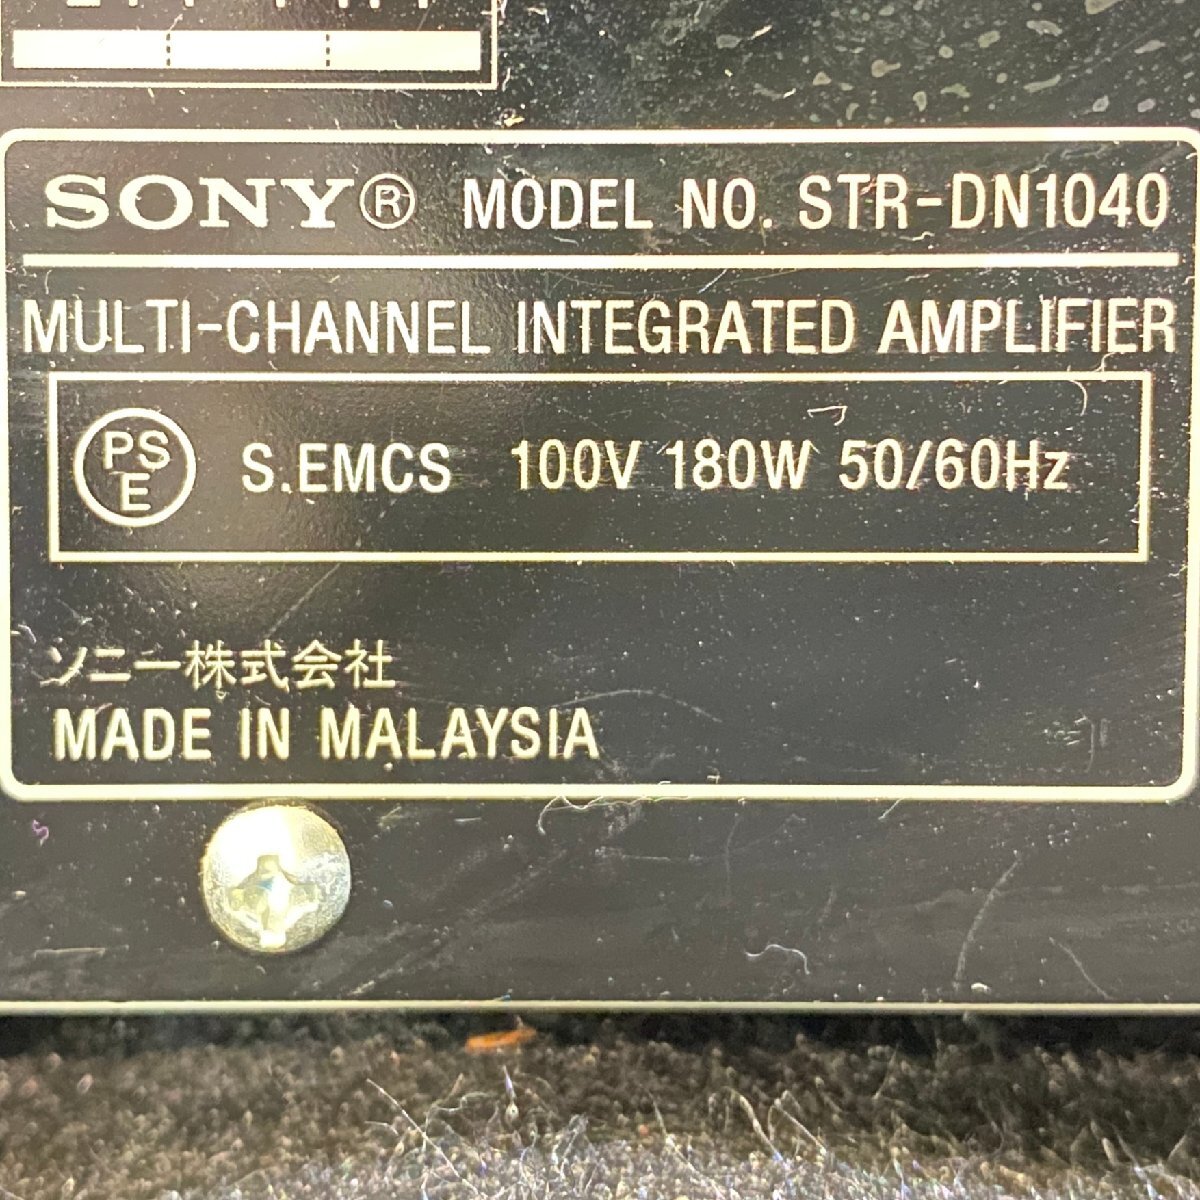 SONY® MODEL NO. STR-DN1040
MULTI-CHANNEL INTEGRATED AMPLIFIER
PSE S.EMCS 100V 180W 50/60Hz
ソニー株式会社
MADE IN MALAYSIA